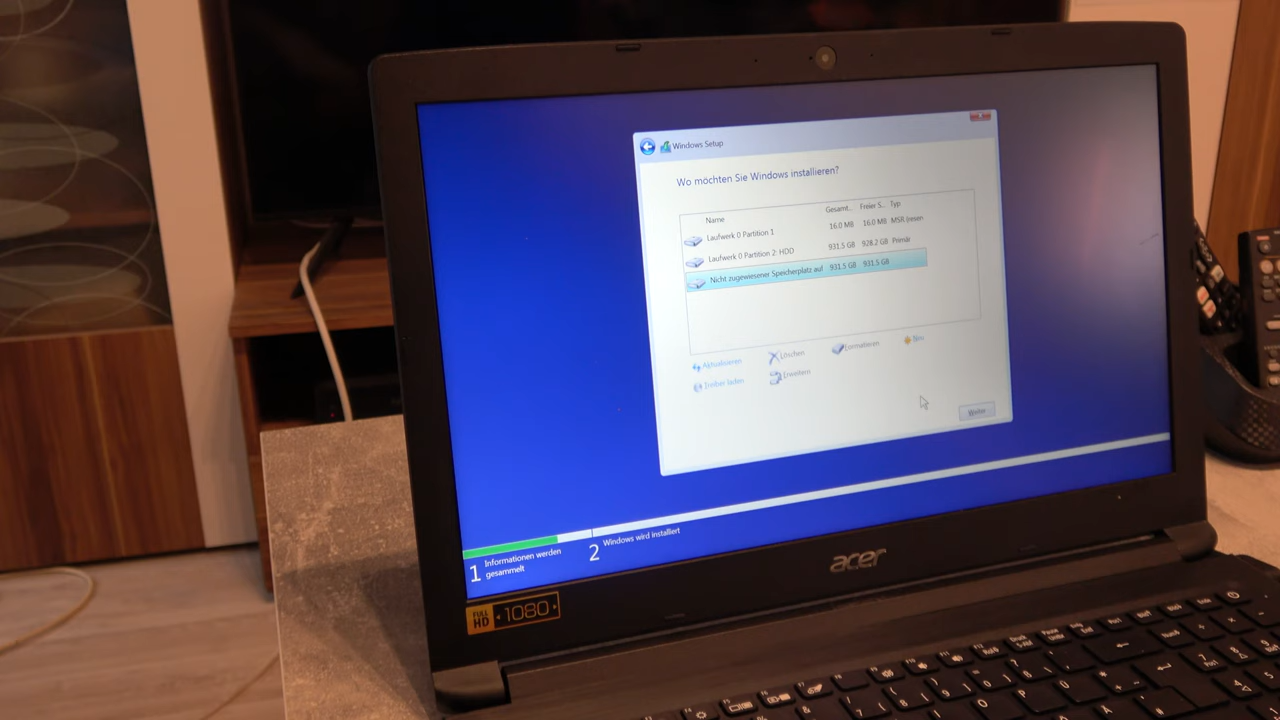 Windows Setup
Wo möchten Sie Windows installieren?
Name Gesamt... Freier S... Typ
Laufwerk 0 Partition 1 16.0 MB 16.0 MB MSR (reser
Laufwerk 0 Partition 2: HDD 931.5 GB 928.2 GB Primär
Nicht zugewiesener Speicherplatz auf 931.5 GB 931.5 GB
Aktualisieren Löschen Formatieren Neu
Treiber laden Erweitern
Weiter
1 Informationen werden gesammelt
2 Windows wird installiert
acer
FULL HD 1080